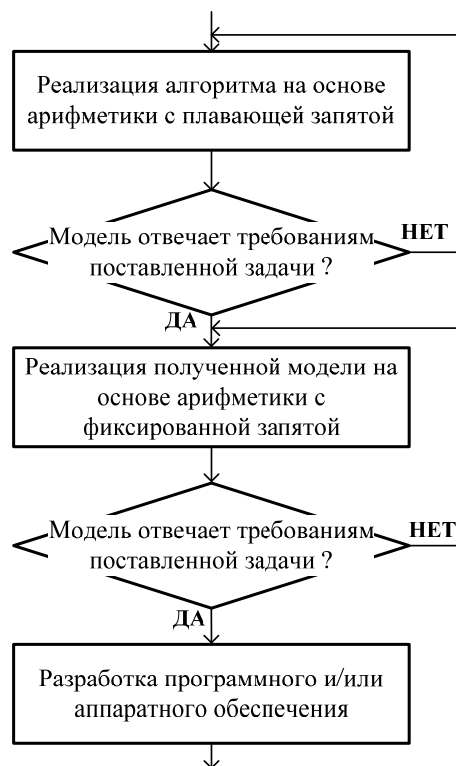 Реализация алгоритма на основе
арифметики с плавающей запятой
Модель отвечает требованиям
поставленной задачи ?
НЕТ
ДА
Реализация полученной модели на
основе арифметики с
фиксированной запятой
Модель отвечает требованиям
поставленной задачи ?
НЕТ
ДА
Разработка программного и/или
аппаратного обеспечения